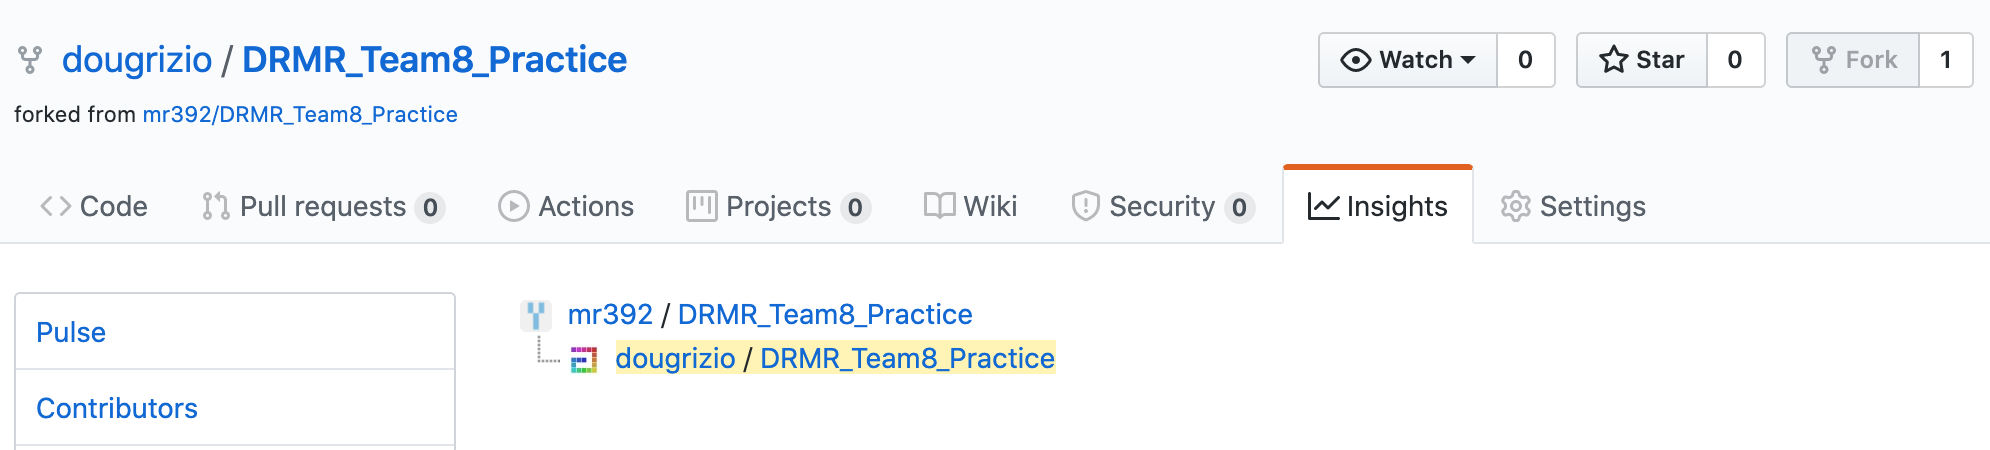 dougrizio / DRMR_Team8_Practice
Watch 0 Star 0 Fork 1
forked from mr392/DRMR_Team8_Practice
Code Pull requests 0 Actions Projects 0 Wiki Security 0 Insights Settings
Pulse
Contributors
mr392 / DRMR_Team8_Practice
dougrizio / DRMR_Team8_Practice